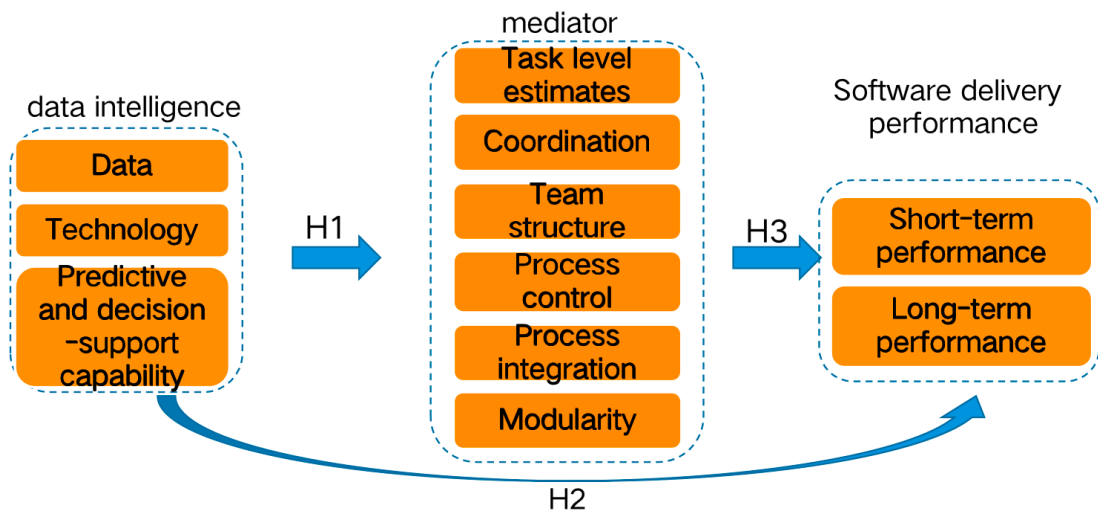 data intelligence
Data
Technology
Predictive
and decision
-support
capability
H1
mediator
Task level
estimates
Coordination
Team
structure
Process
control
Process
integration
Modularity
H3
Software delivery
performance
Short-term
performance
Long-term
performance
H2